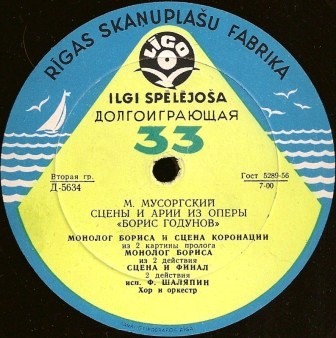 RĪGAS SKAŅUPLAŠU FABRIKA
LĪGO
ILGI SPĒLĒJOŠA
ДОЛГОИГРАЮЩАЯ
33
Вторая гр.
Д-5634
Гост 5289-56
7-00
М. МУСОРГСКИЙ
СЦЕНЫ И АРИИ ИЗ ОПЕРЫ
«БОРИС ГОДУНОВ»
МОНОЛОГ БОРИСА И СЦЕНА КОРОНАЦИИ
из 2 картины пролога
МОНОЛОГ БОРИСА
из 2 действия
СЦЕНА И ФИНАЛ
2 действия
исп. Ф. ШАЛЯПИН
Хор и оркестр